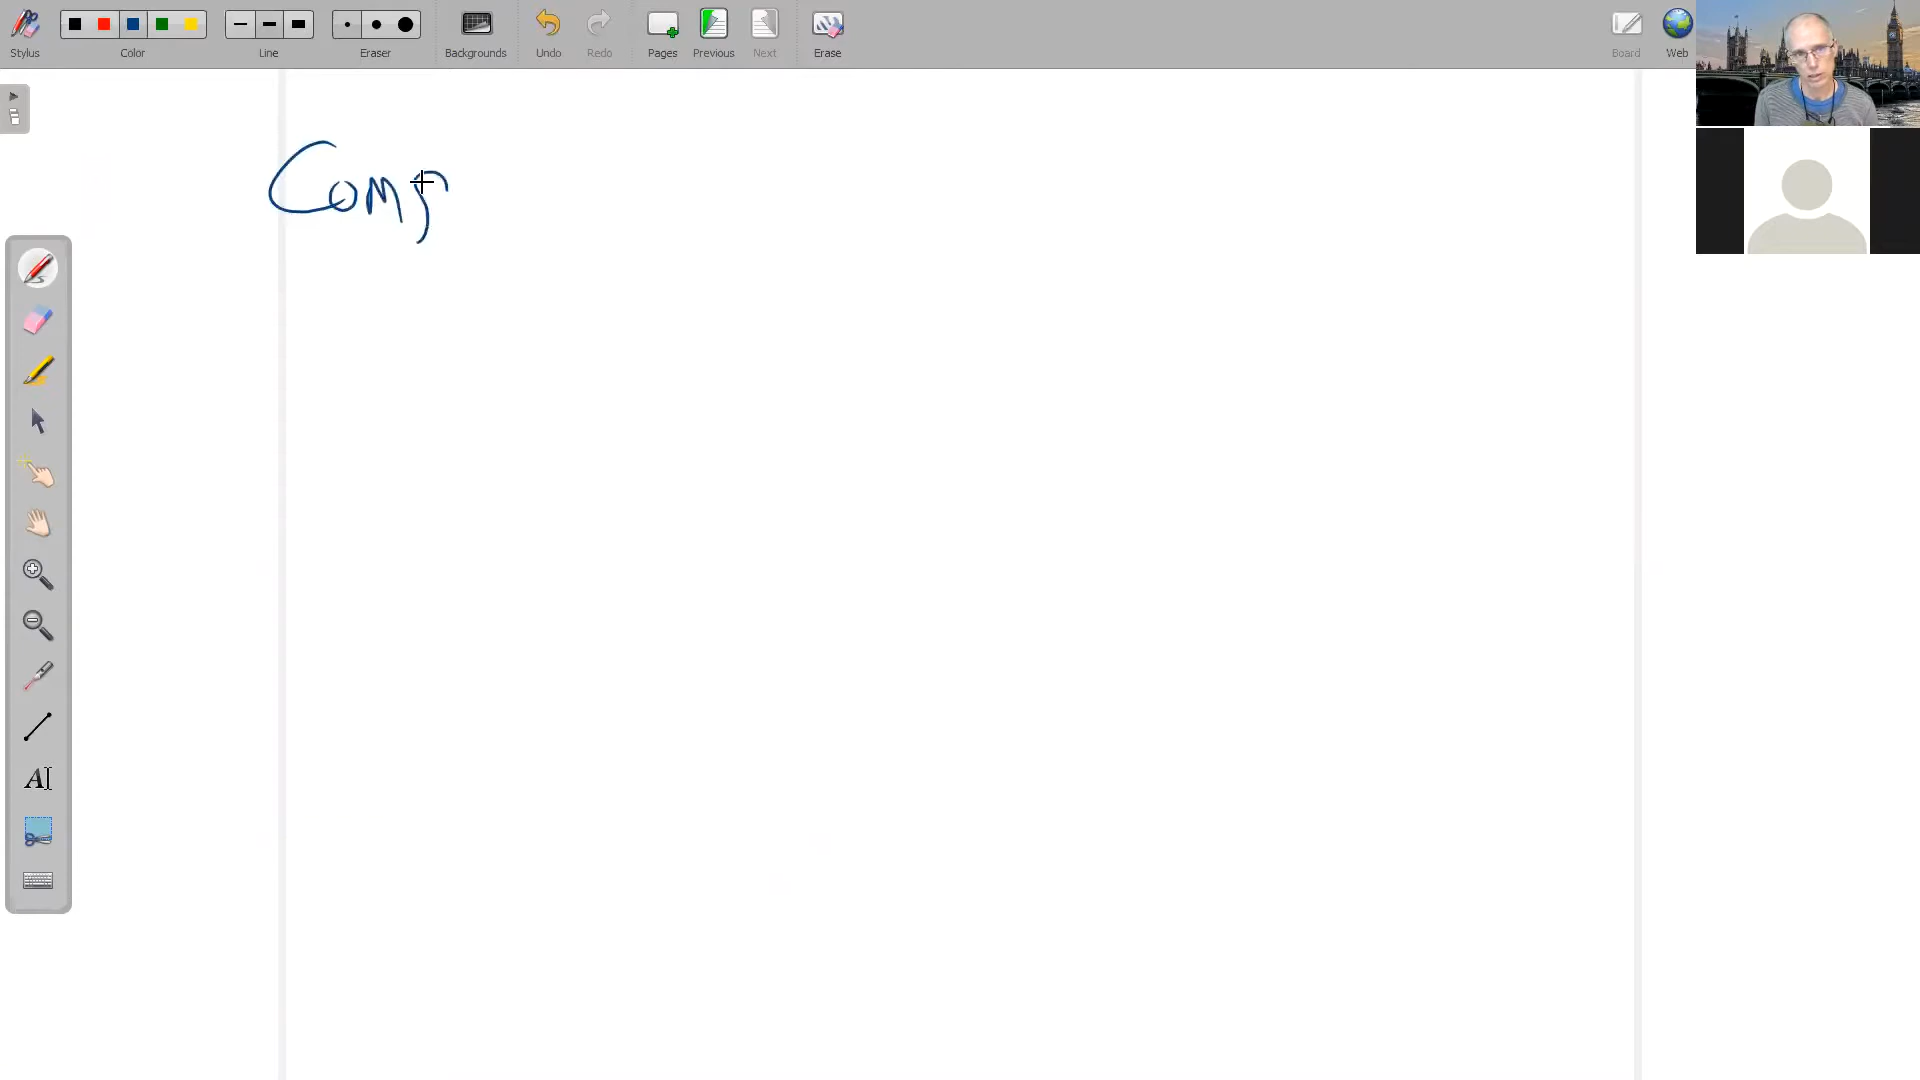 Stylus
Color
Line
Eraser
Backgrounds
Undo
Redo
Pages
Previous
Next
Erase
Board
Web
Comp
A